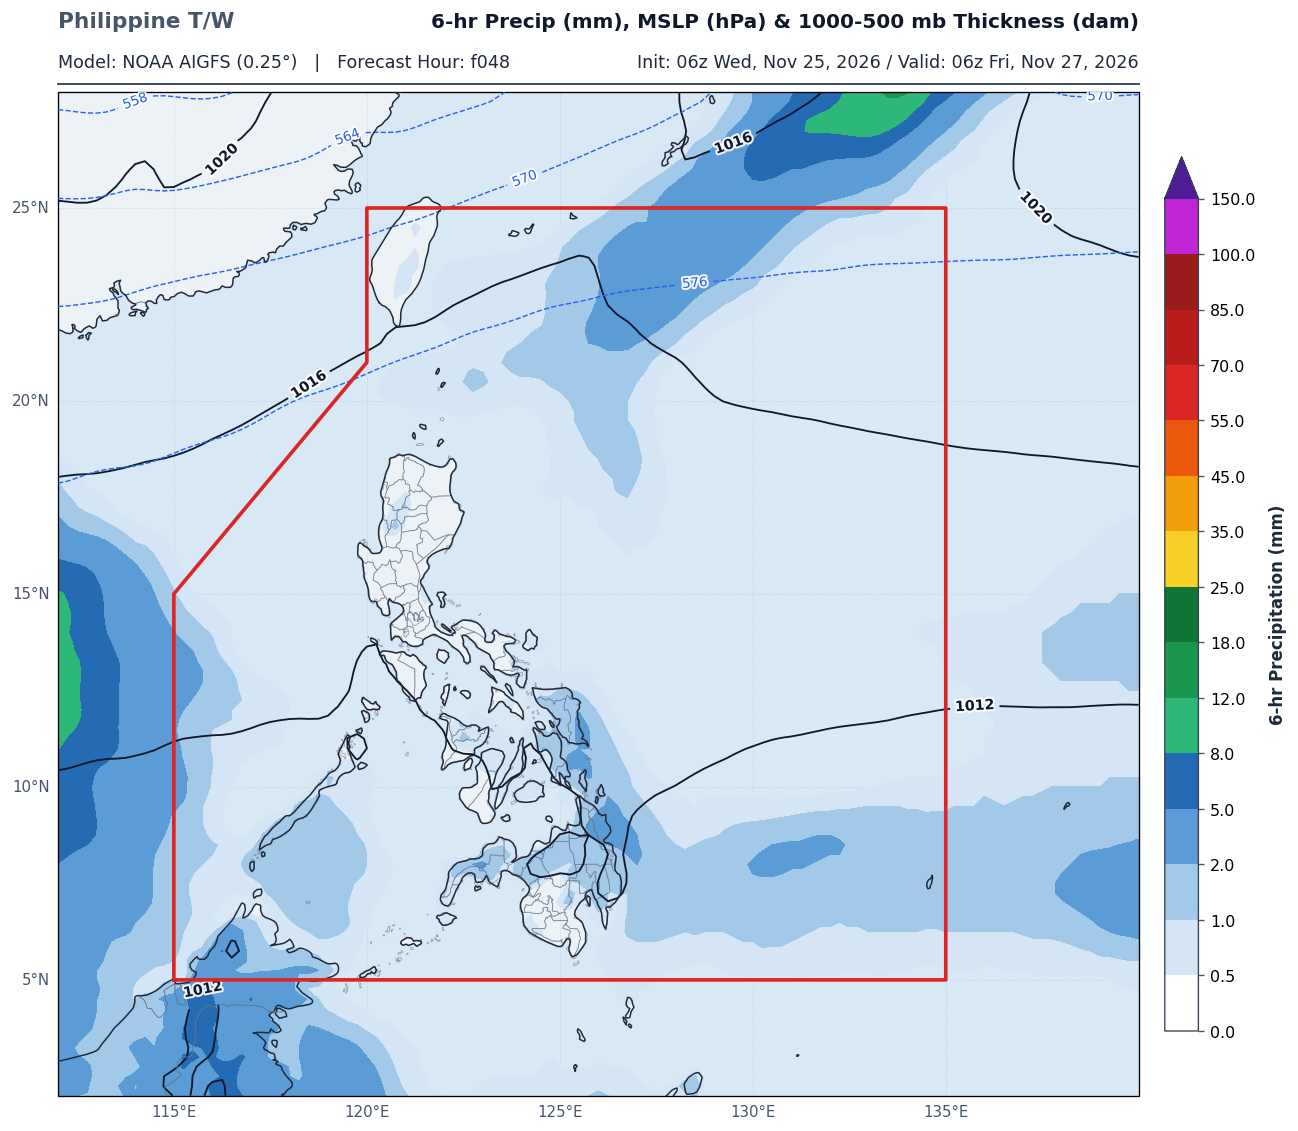 Philippine T/W
6-hr Precip (mm), MSLP (hPa) & 1000-500 mb Thickness (dam)
Model: NOAA AIGFS (0.25°) | Forecast Hour: f048
Init: 06z Wed, Nov 25, 2026 / Valid: 06z Fri, Nov 27, 2026
558
564
570
570
1020
1016
1020
576
1016
1012
1012
25°N
20°N
15°N
10°N
5°N
115°E
120°E
125°E
130°E
135°E
150.0
100.0
85.0
70.0
55.0
45.0
35.0
25.0
18.0
12.0
8.0
5.0
2.0
1.0
0.5
0.0
6-hr Precipitation (mm)